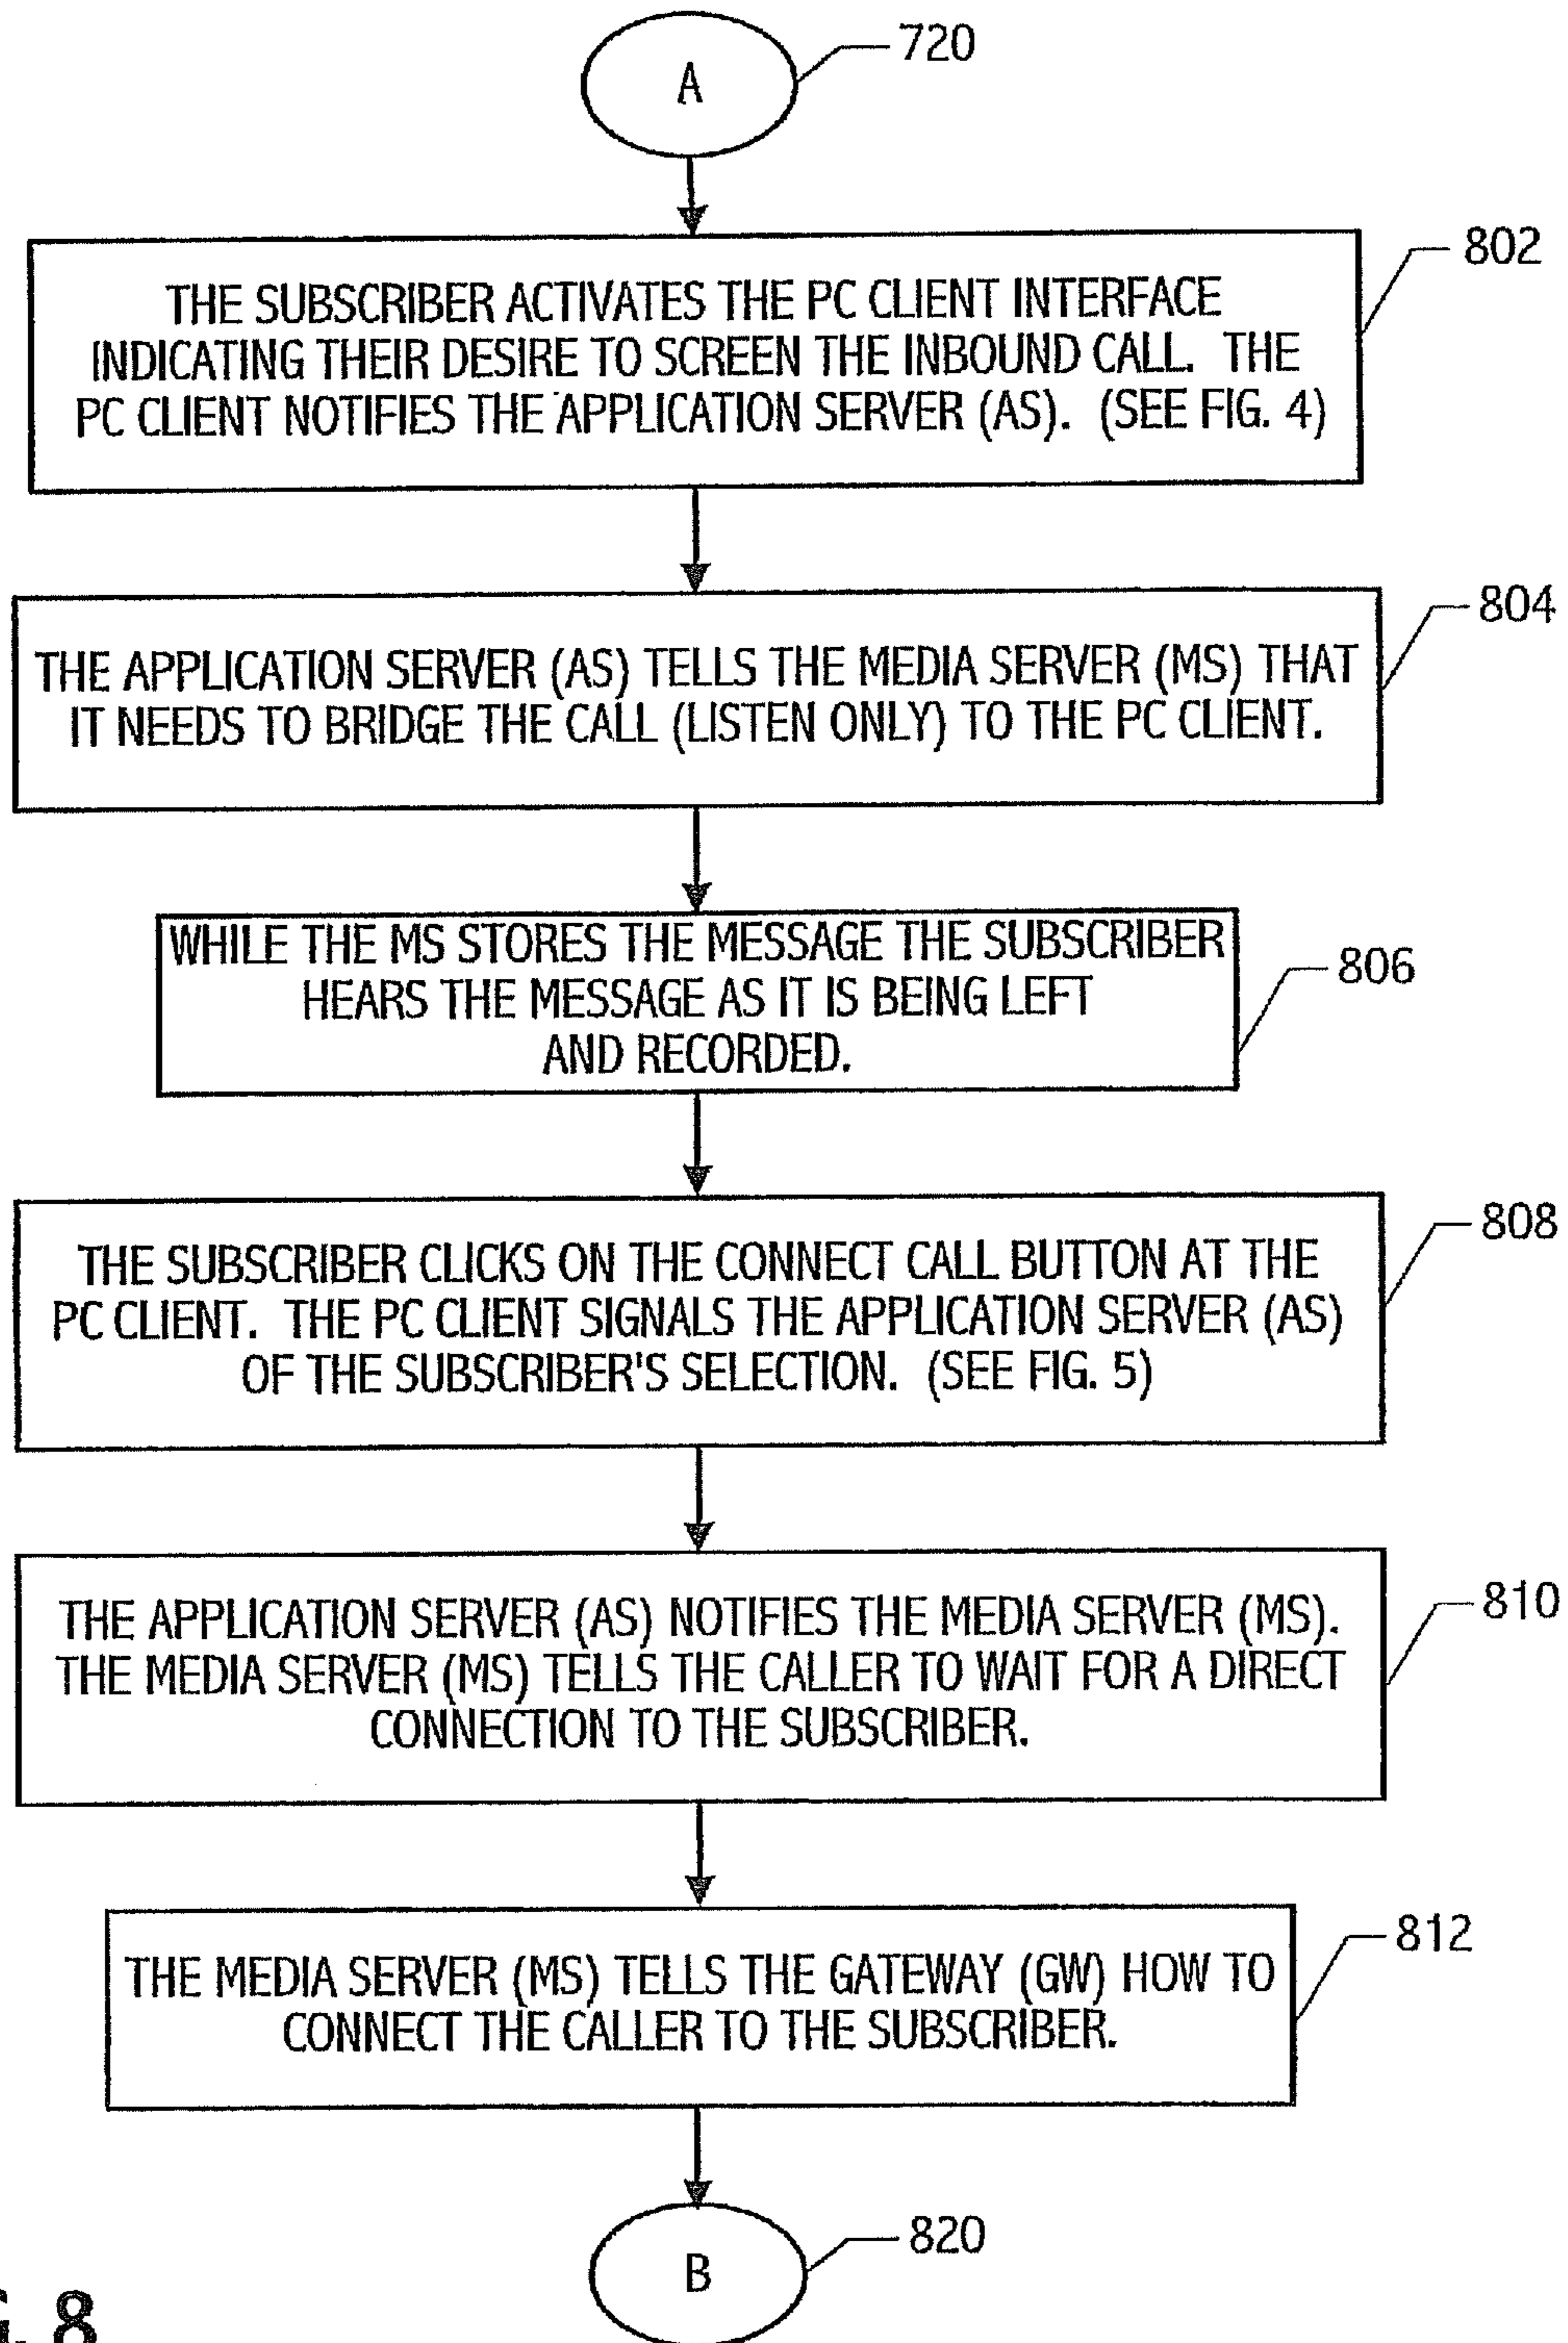 A
720
THE SUBSCRIBER ACTIVATES THE PC CLIENT INTERFACE
INDICATING THEIR DESIRE TO SCREEN THE INBOUND CALL. THE
PC CLIENT NOTIFIES THE APPLICATION SERVER (AS). (SEE FIG. 4)
802
THE APPLICATION SERVER (AS) TELLS THE MEDIA SERVER (MS) THAT
IT NEEDS TO BRIDGE THE CALL (LISTEN ONLY) TO THE PC CLIENT.
804
WHILE THE MS STORES THE MESSAGE THE SUBSCRIBER
HEARS THE MESSAGE AS IT IS BEING LEFT
AND RECORDED.
806
THE SUBSCRIBER CLICKS ON THE CONNECT CALL BUTTON AT THE
PC CLIENT. THE PC CLIENT SIGNALS THE APPLICATION SERVER (AS)
OF THE SUBSCRIBER'S SELECTION. (SEE FIG. 5)
808
THE APPLICATION SERVER (AS) NOTIFIES THE MEDIA SERVER (MS).
THE MEDIA SERVER (MS) TELLS THE CALLER TO WAIT FOR A DIRECT
CONNECTION TO THE SUBSCRIBER.
810
THE MEDIA SERVER (MS) TELLS THE GATEWAY (GW) HOW TO
CONNECT THE CALLER TO THE SUBSCRIBER.
812
B
820
8